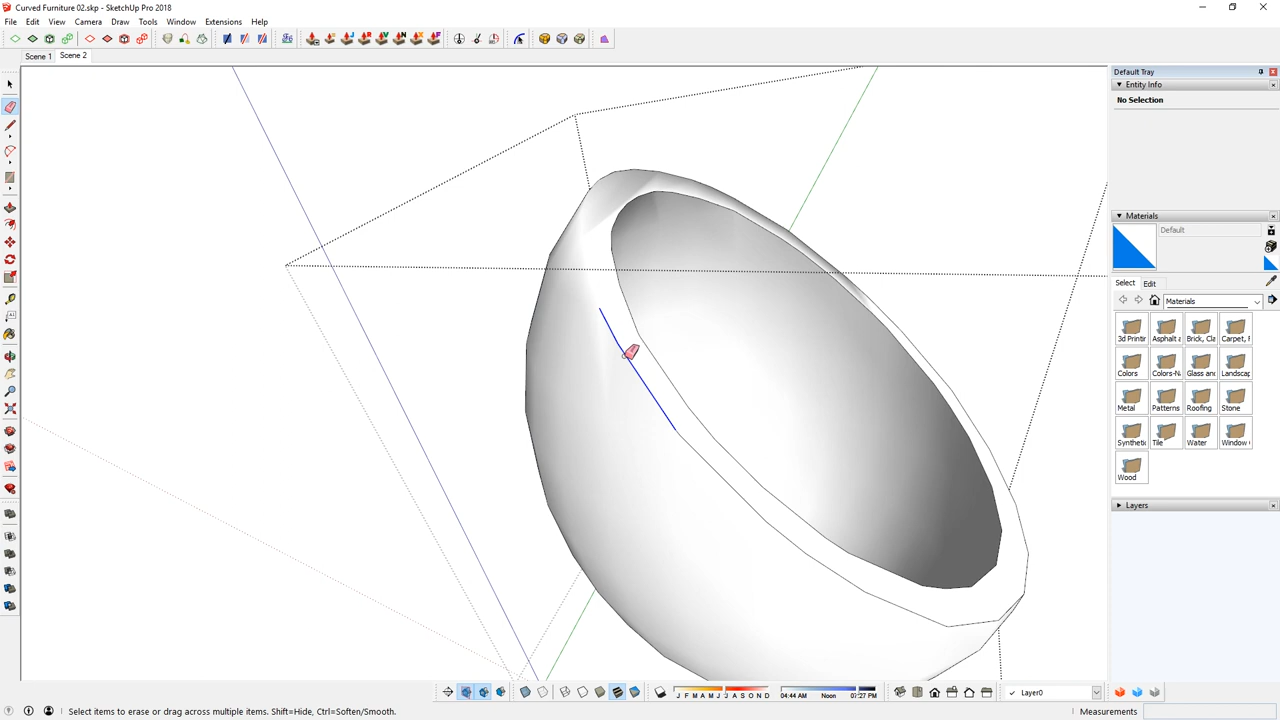 Curved Furniture 02.skp - SketchUp Pro 2018
File Edit View Camera Draw Tools Window Extensions Help
Scene 1 Scene 2
Default Tray
Entity Info
No Selection
Materials
Default
Select Edit
Materials
3d Printi Asphalt a Brick, Cla Carpet, F
Colors Colors-N Glass and Landscap
Metal Patterns Roofing Stone
Syntheti Tile Water Window
Wood
Layers
J F M A M J J A S O N D 04:44 AM Noon 07:27 PM Layer0
Select items to erase or drag across multiple items. Shift=Hide, Ctrl=Soften/Smooth. Measurements